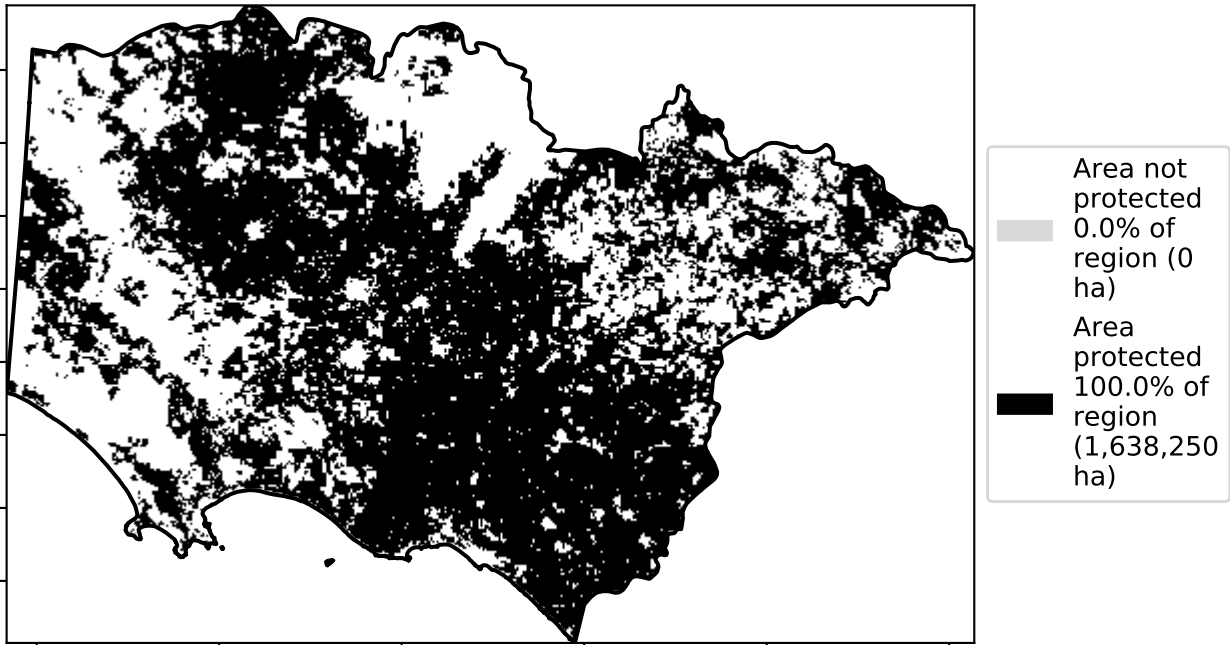 Area not
protected
0.0% of
region (0
ha)
Area
protected
100.0% of
region
(1,638,250
ha)